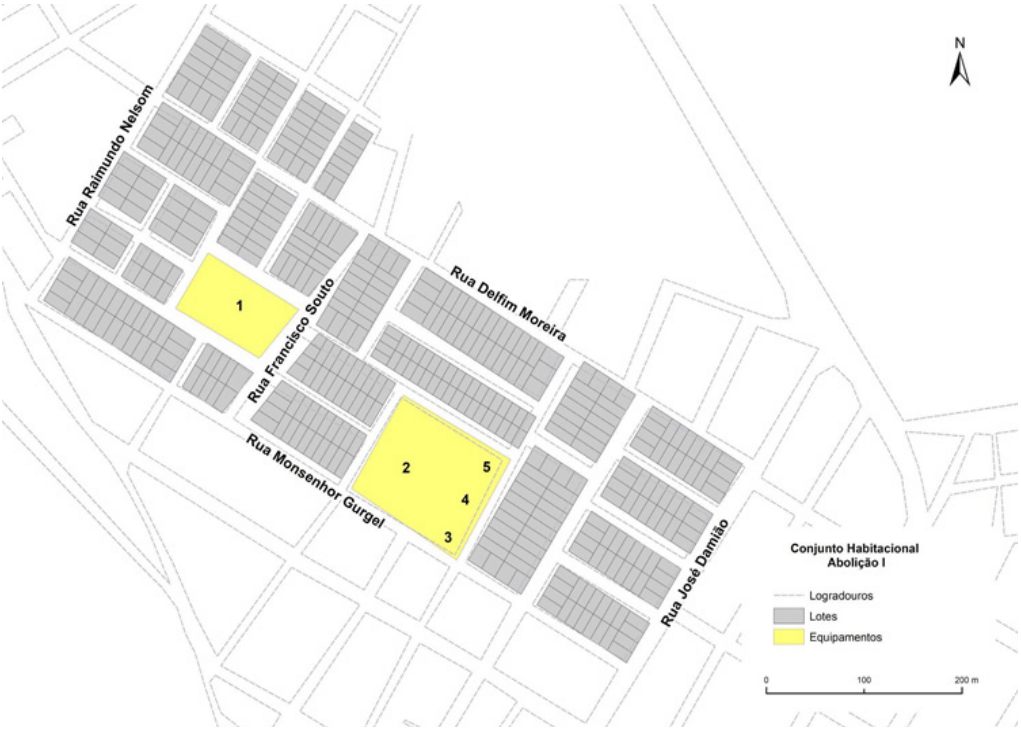 N
Rua Raimundo Nelsom
1
Rua Francisco Souto
Rua Delfim Moreira
2
5
4
3
Rua Monsenhor Gurgel
Rua José Damião
Conjunto Habitacional
Abolição I
Logradouros
Lotes
Equipamentos
0 100 200 m